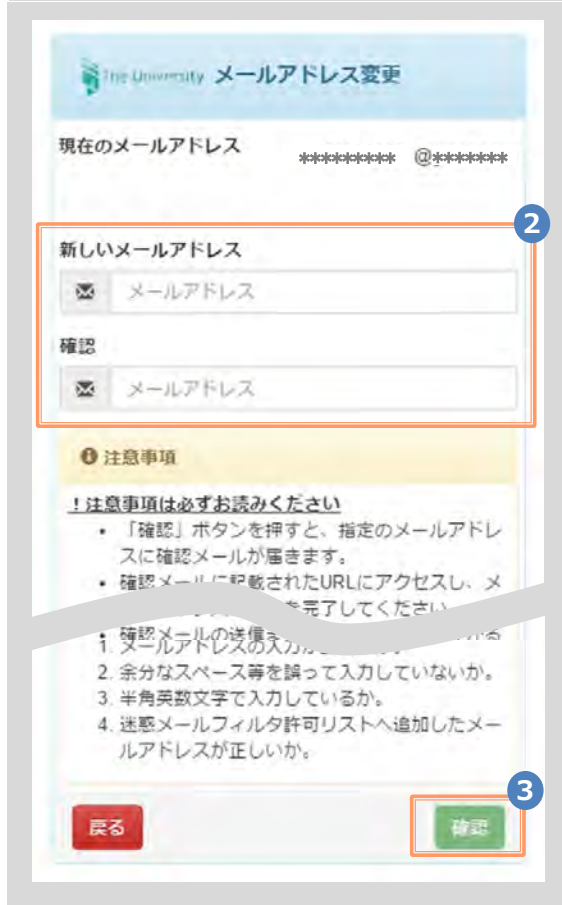 The University メールアドレス変更
現在のメールアドレス
********* @*******
2
新しいメールアドレス
メールアドレス
確認
メールアドレス
注意事項
!注意事項は必ずお読みください
• 「確認」ボタンを押すと、指定のメールアドレ
スに確認メールが届きます。
• 確認メールに記載されたURLにアクセスし、メ
を完了してください
• 確認メールの送信
1. メールアドレスの入力が
2. 余分なスペース等を誤って入力していないか。
3. 半角英数文字で入力しているか。
4. 迷惑メールフィルタ許可リストへ追加したメー
ルアドレスが正しいか。
3
戻る
確認